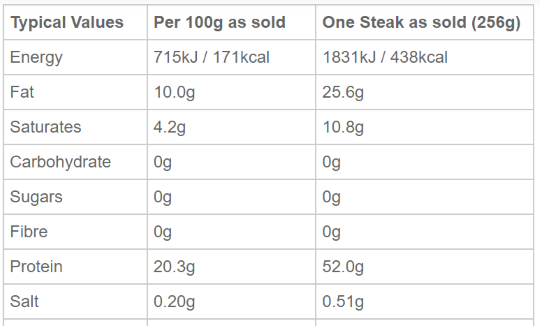 Typical Values Per 100g as sold One Steak as sold (256g)
Energy 715kJ / 171kcal 1831kJ / 438kcal
Fat 10.0g 25.6g
Saturates 4.2g 10.8g
Carbohydrate 0g 0g
Sugars 0g 0g
Fibre 0g 0g
Protein 20.3g 52.0g
Salt 0.20g 0.51g